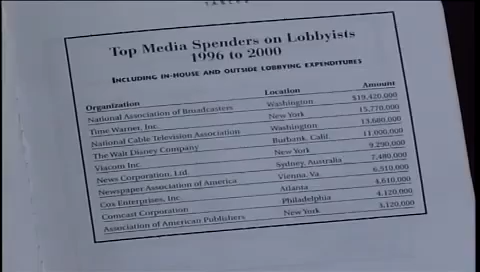 TABLES
Top Media Spenders on Lobbyists
1996 to 2000
INCLUDING IN-HOUSE AND OUTSIDE LOBBYING EXPENDITURES
Organization Location Amount
National Association of Broadcasters Washington $19,420,000
Time Warner, Inc. New York 15,770,000
National Cable Television Association Washington 13,680,000
The Walt Disney Company Burbank, Calif. 11,000,000
Viacom Inc. New York 9,290,000
News Corporation, Ltd. Sydney, Australia 7,480,000
Newspaper Association of America Vienna, Va. 6,510,000
Cox Enterprises, Inc. Atlanta 4,610,000
Comcast Corporation Philadelphia 4,120,000
Association of American Publishers New York 3,120,000